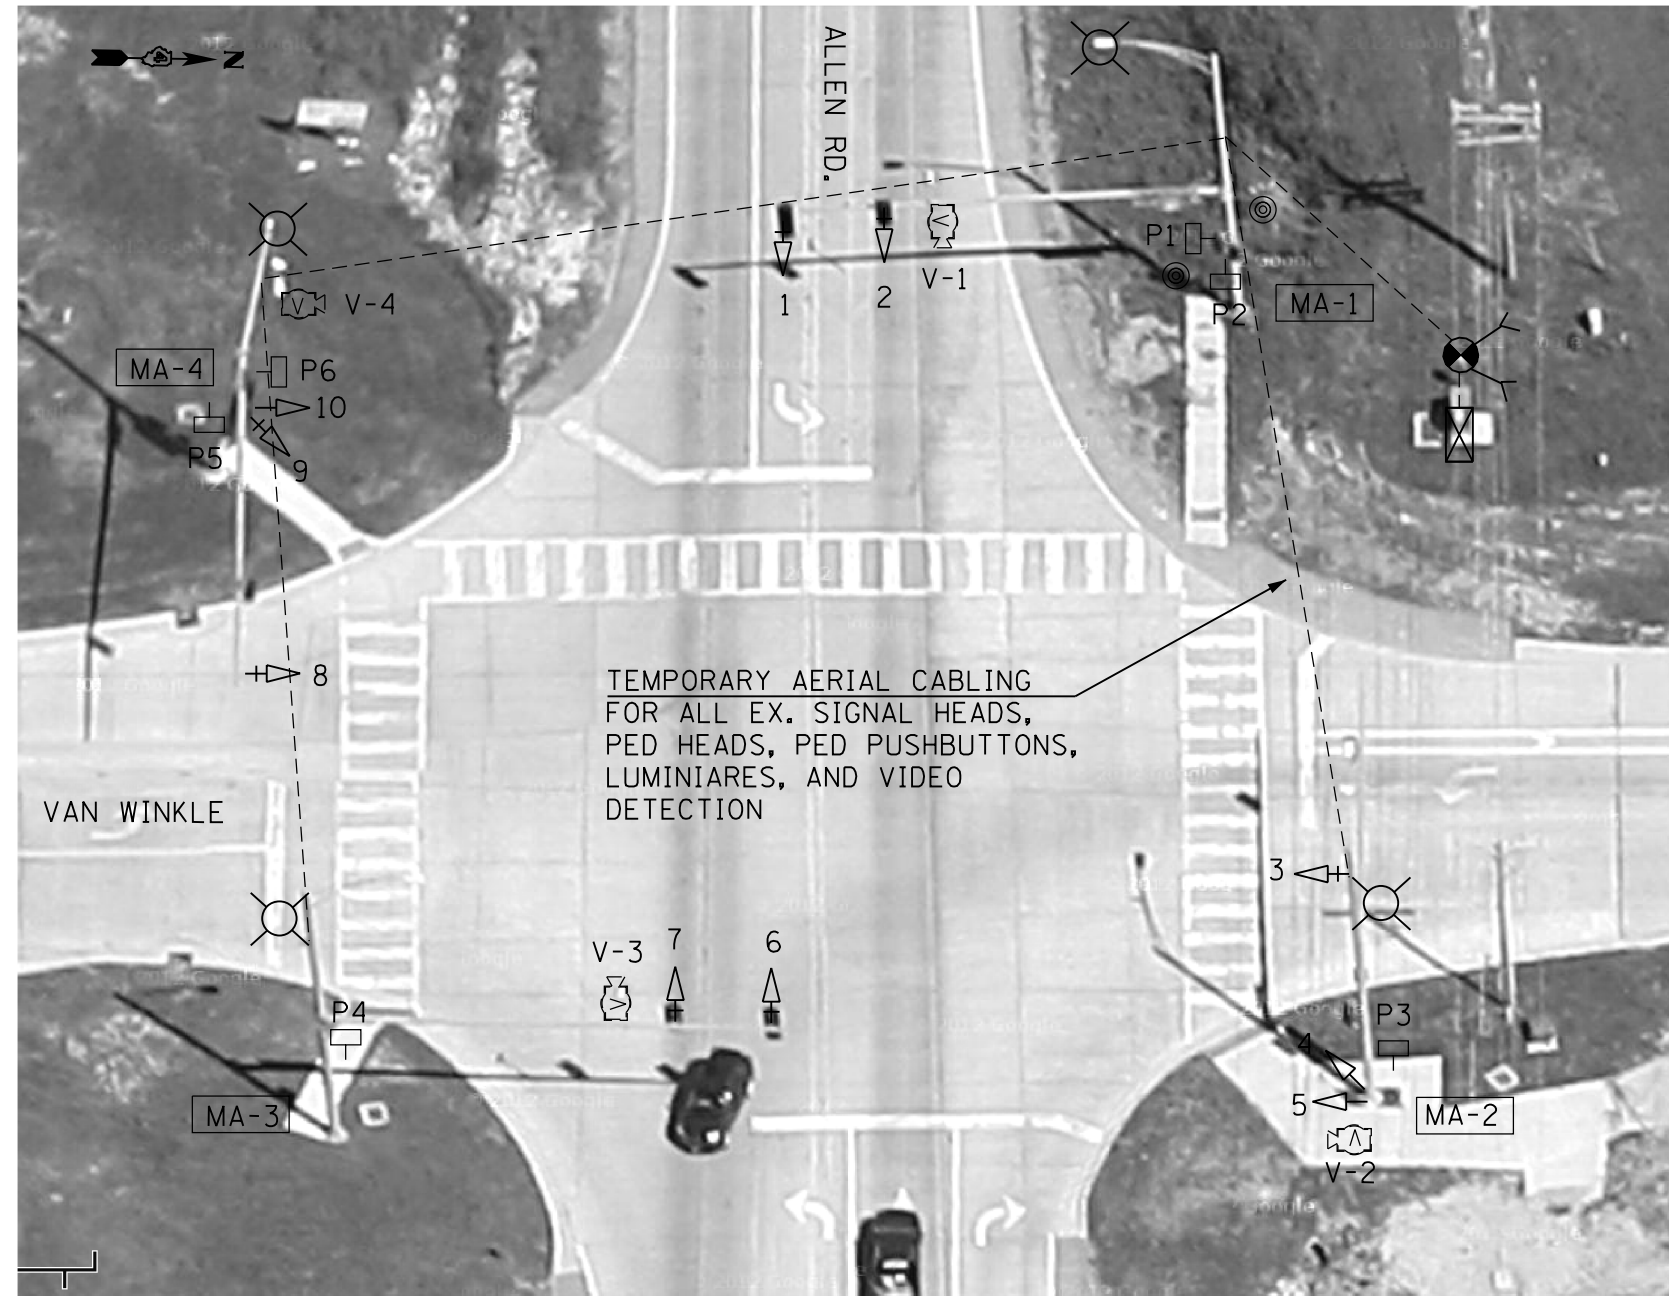 N
ALLEN RD.
P1
MA-1
P2
V-1
1
2
V-4
MA-4
P6
10
P5
9
8
TEMPORARY AERIAL CABLING
FOR ALL EX. SIGNAL HEADS,
PED HEADS, PED PUSHBUTTONS,
LUMINIARES, AND VIDEO
DETECTION
VAN WINKLE
3
V-3
7
6
P4
P3
4
5
MA-3
MA-2
V-2